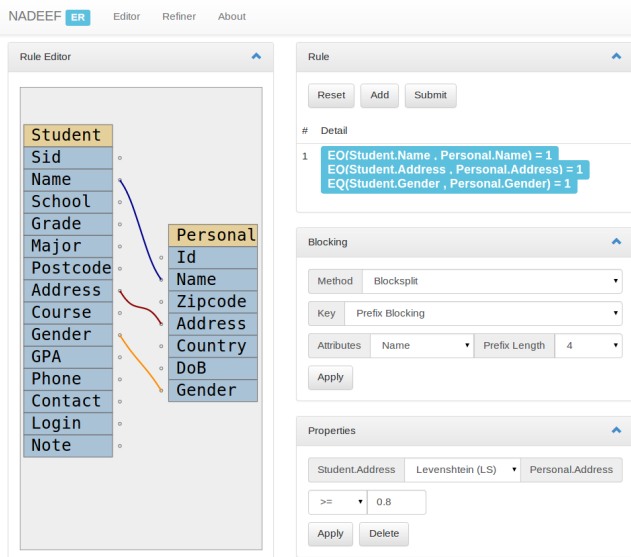 NADEEF ER Editor Refiner About
Rule Editor
Student
Sid
Name
School
Grade
Major
Postcode
Address
Course
Gender
GPA
Phone
Contact
Login
Note
Personal
Id
Name
Zipcode
Address
Country
DoB
Gender
Rule
Reset Add Submit
# Detail
1 EQ(Student.Name , Personal.Name) = 1
EQ(Student.Address , Personal.Address) = 1
EQ(Student.Gender , Personal.Gender) = 1
Blocking
Method Blocksplit
Key Prefix Blocking
Attributes Name Prefix Length 4
Apply
Properties
Student.Address Levenshtein (LS) Personal.Address
>= 0.8
Apply Delete